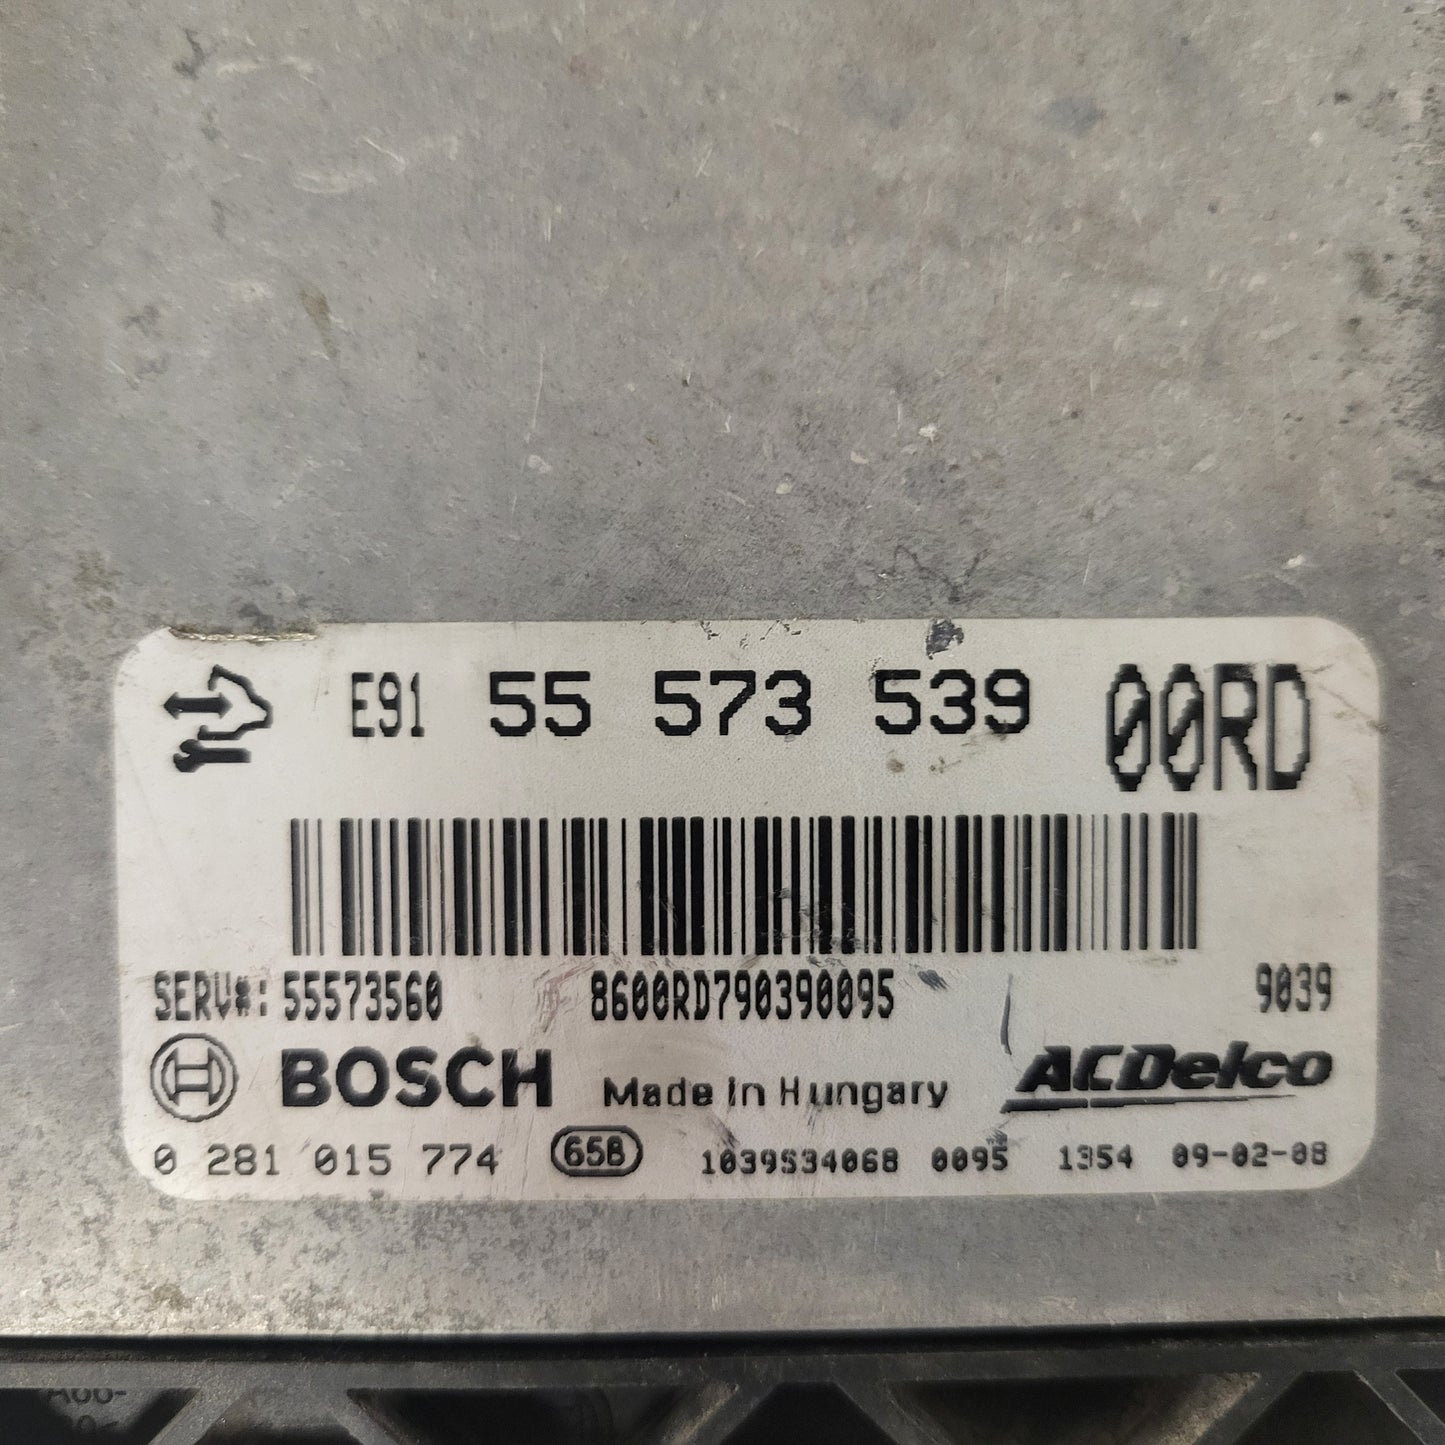 E91 55 573 539 00RD
SERV#: 55573560 8600RD790390095 9039
BOSCH Made in Hungary ACDelco
0 281 015 774 658 1039S34068 0095 1354 09-02-08